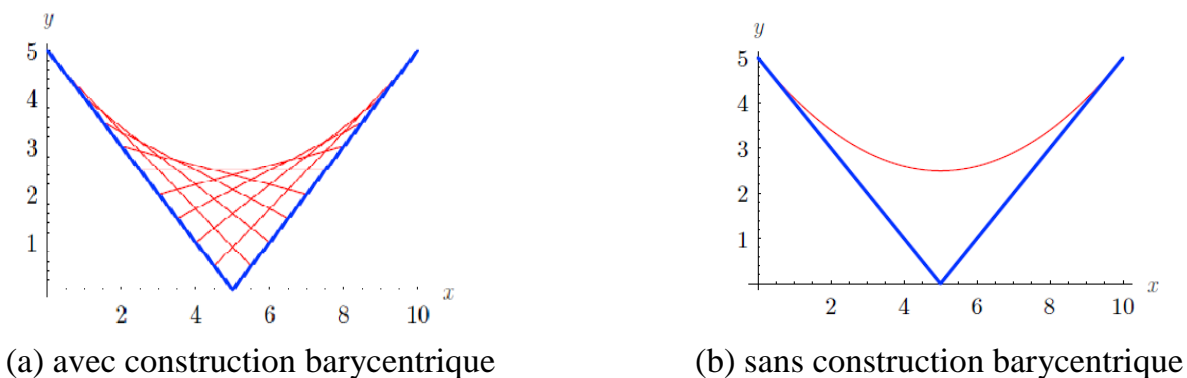 y
5
4
3
2
1
2 4 6 8 10 x
(a) avec construction barycentrique
y
5
4
3
2
1
2 4 6 8 10 x
(b) sans construction barycentrique